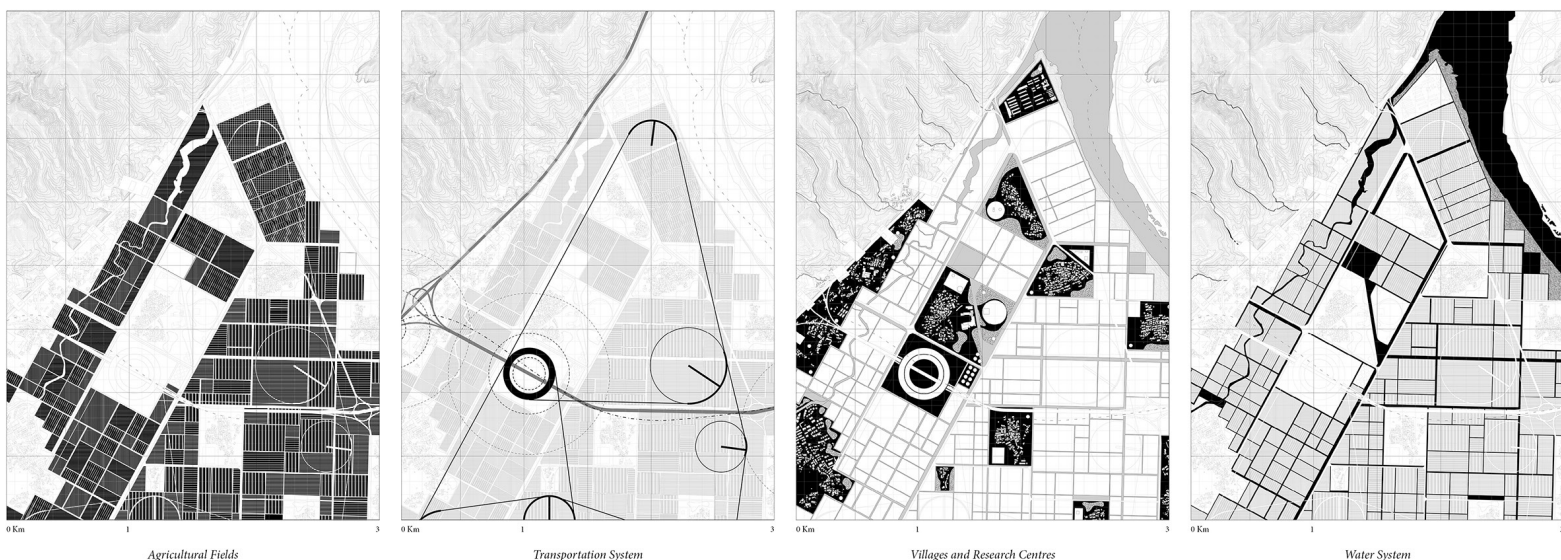 0 Km 1 3
0 Km 1 3
0 Km 1 3
0 Km 1
Agricultural Fields
Transportation System
Villages and Research Centres
Water System